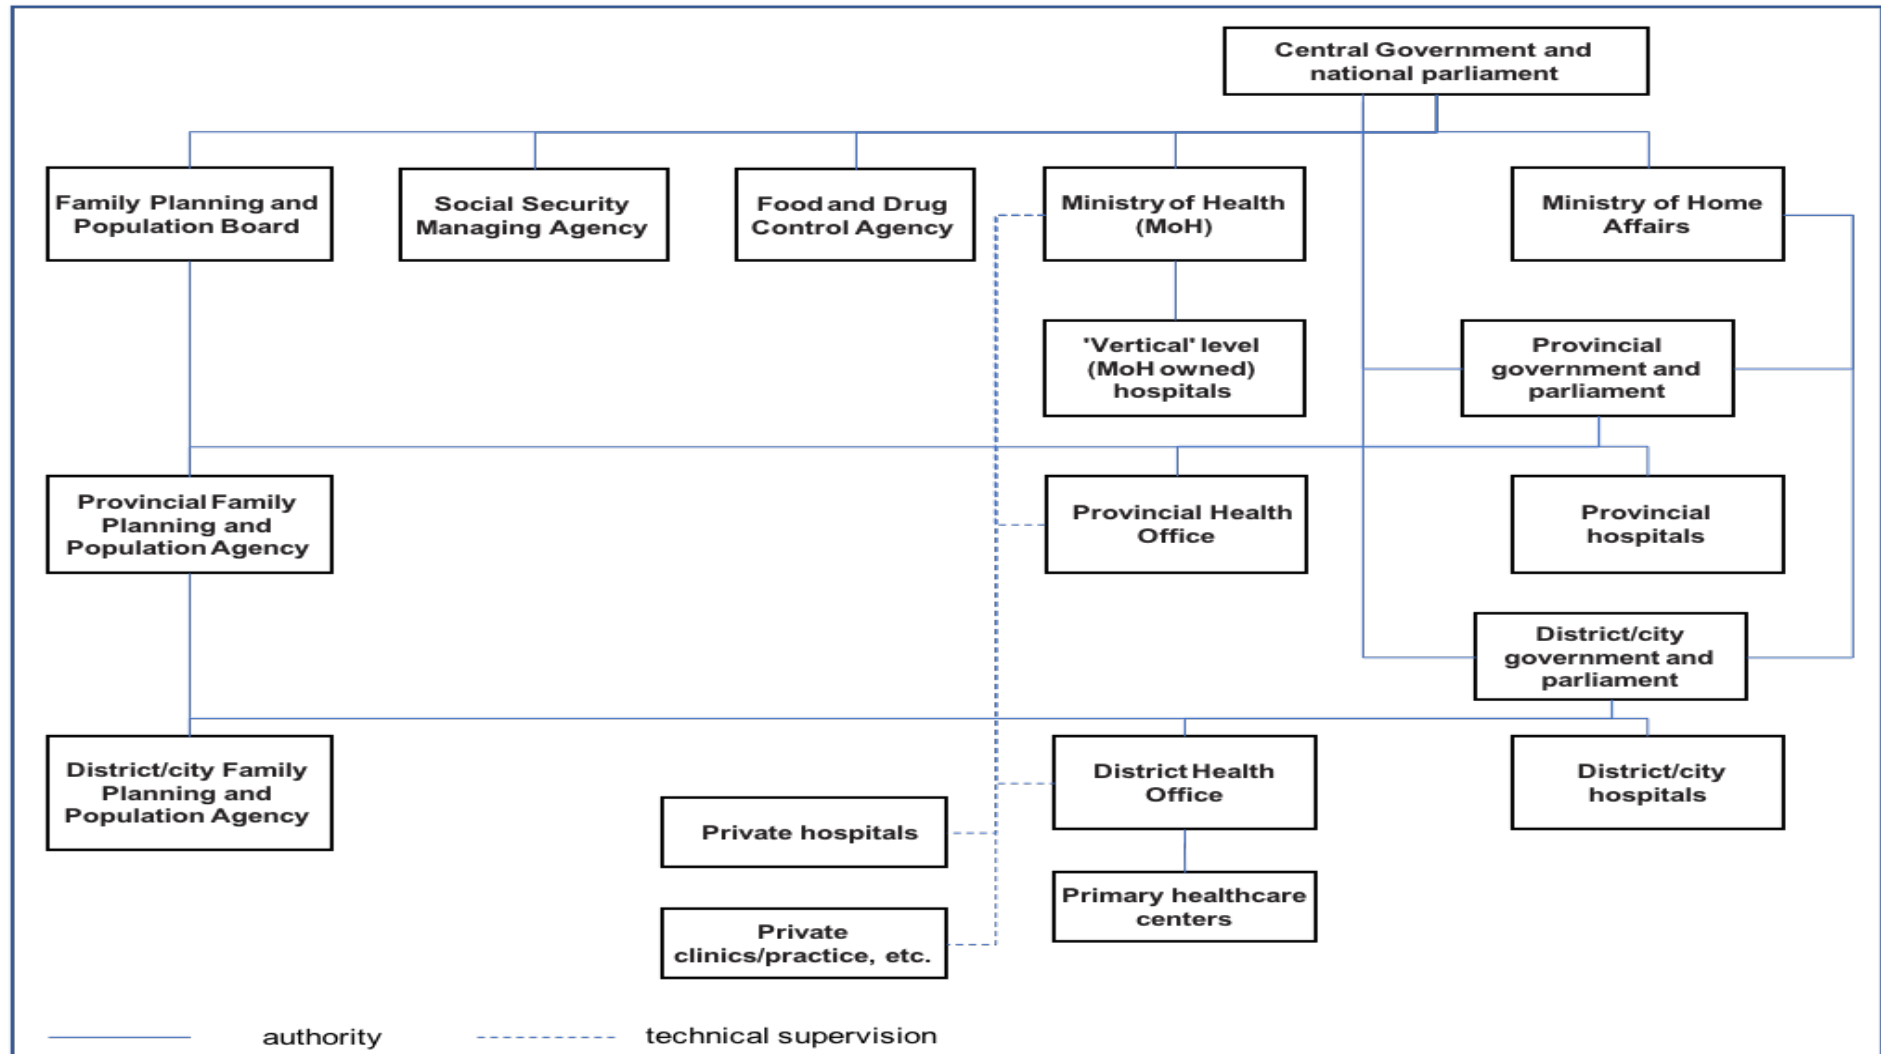 Central Government and
national parliament
Family Planning and
Population Board
Social Security
Managing Agency
Food and Drug
Control Agency
Ministry of Health
(MoH)
Ministry of Home
Affairs
'Vertical' level
(MoH owned)
hospitals
Provincial
government and
parliament
Provincial Family
Planning and
Population Agency
Provincial Health
Office
Provincial
hospitals
District/city
government and
parliament
District/city Family
Planning and
Population Agency
Private hospitals
District Health
Office
District/city
hospitals
Private
clinics/practice, etc.
Primary healthcare
centers
authority
technical supervision